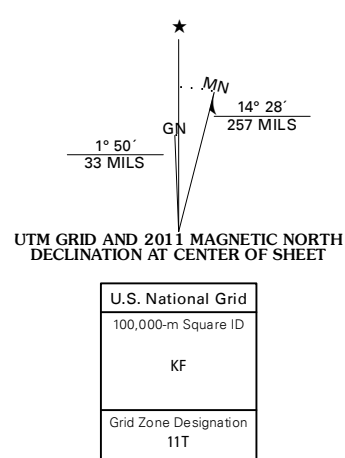 ★
MN
GN
14° 28´
257 MILS
1° 50´
33 MILS
UTM GRID AND 2011 MAGNETIC NORTH
DECLINATION AT CENTER OF SHEET
U.S. National Grid
100,000-m Square ID
KF
Grid Zone Designation
11T